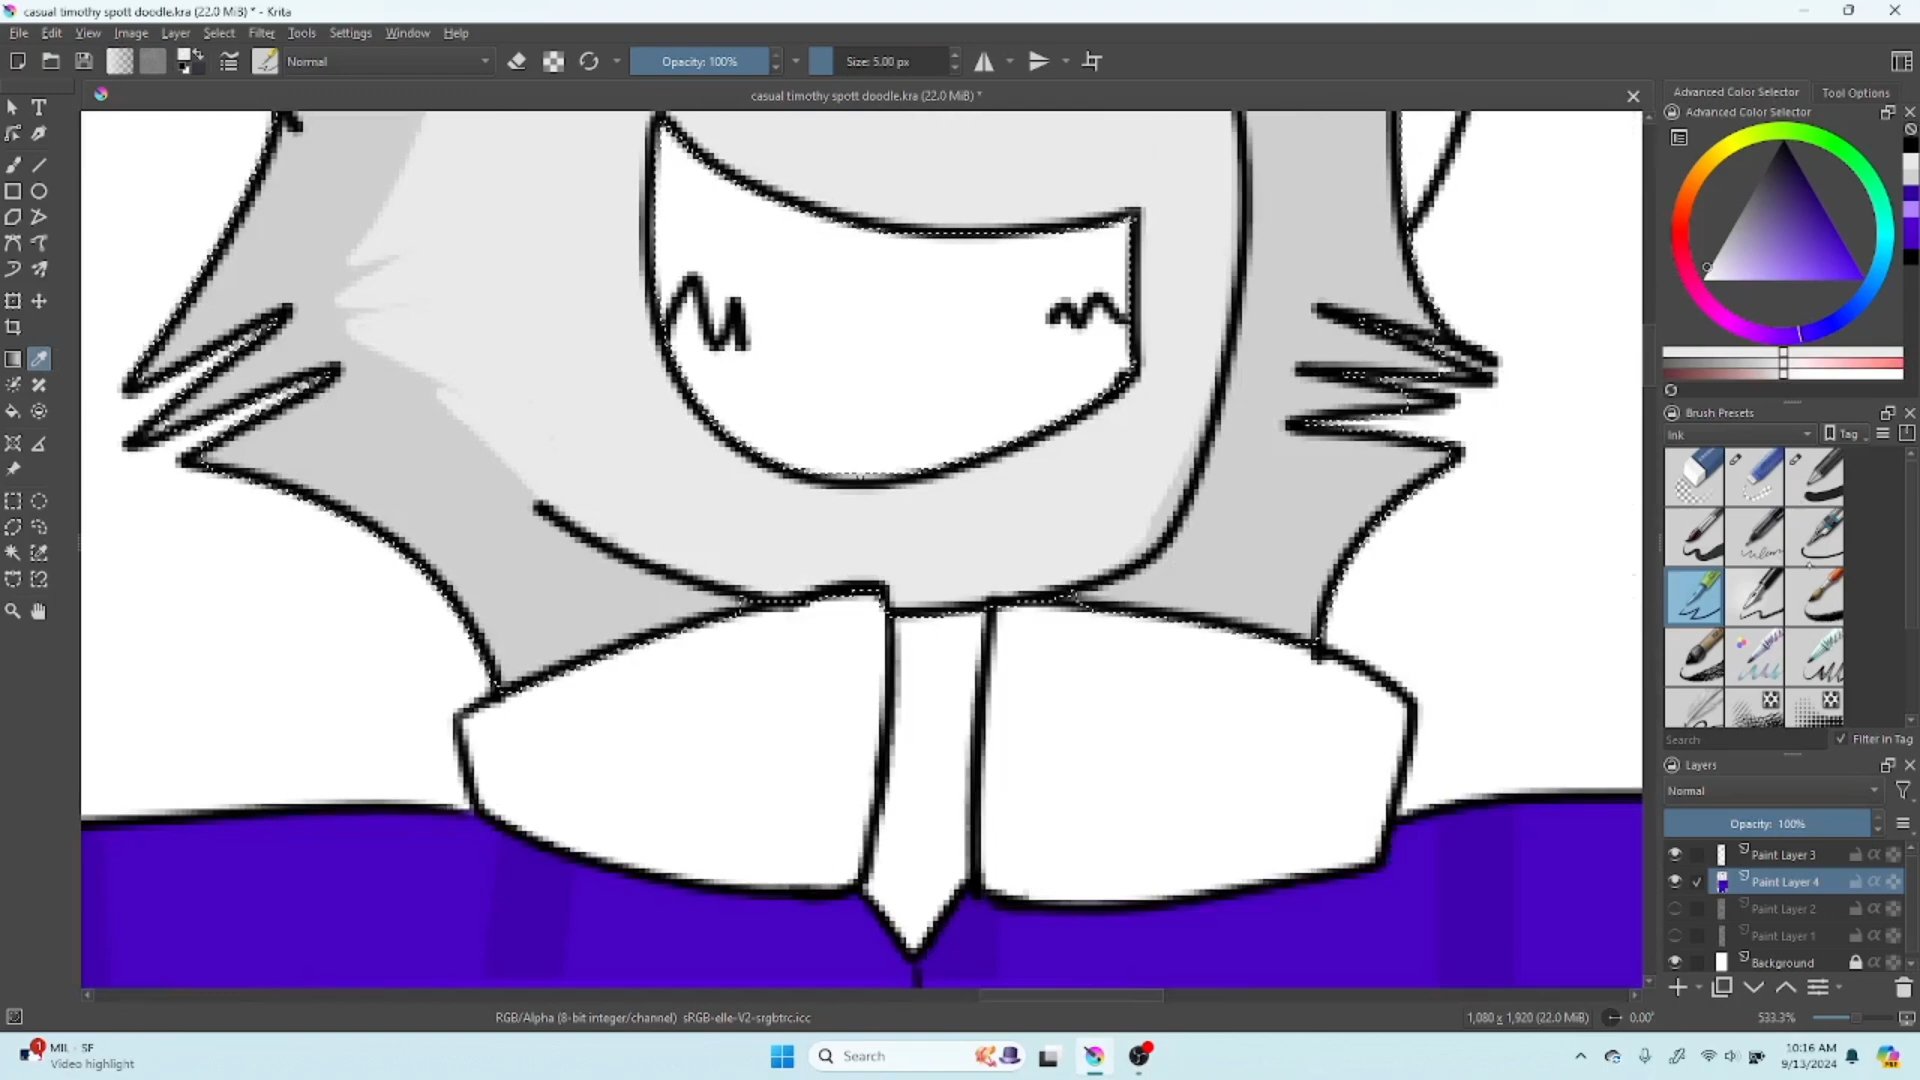 casual timothy spott doodle.kra (22.0 MiB) * - Krita
File Edit View Image Layer Select Filter Tools Settings Window Help
Normal
Opacity: 100%
Size: 5.00 px
casual timothy spott doodle.kra (22.0 MiB) *
Advanced Color Selector
Tool Options
Advanced Color Selector
Brush Presets
Ink
Tag
Search
Filter in Tag
Layers
Normal
Opacity: 100%
Paint Layer 3
Paint Layer 4
Paint Layer 2
Paint Layer 1
Background
RGB/Alpha (8-bit integer/channel) sRGB-elle-V2-srgbtrc.icc
1,080 x 1,920 (22.0 MiB)
0.00°
533.3%
1
MIL - SF
Video highlight
Search
10:16 AM
9/13/2024